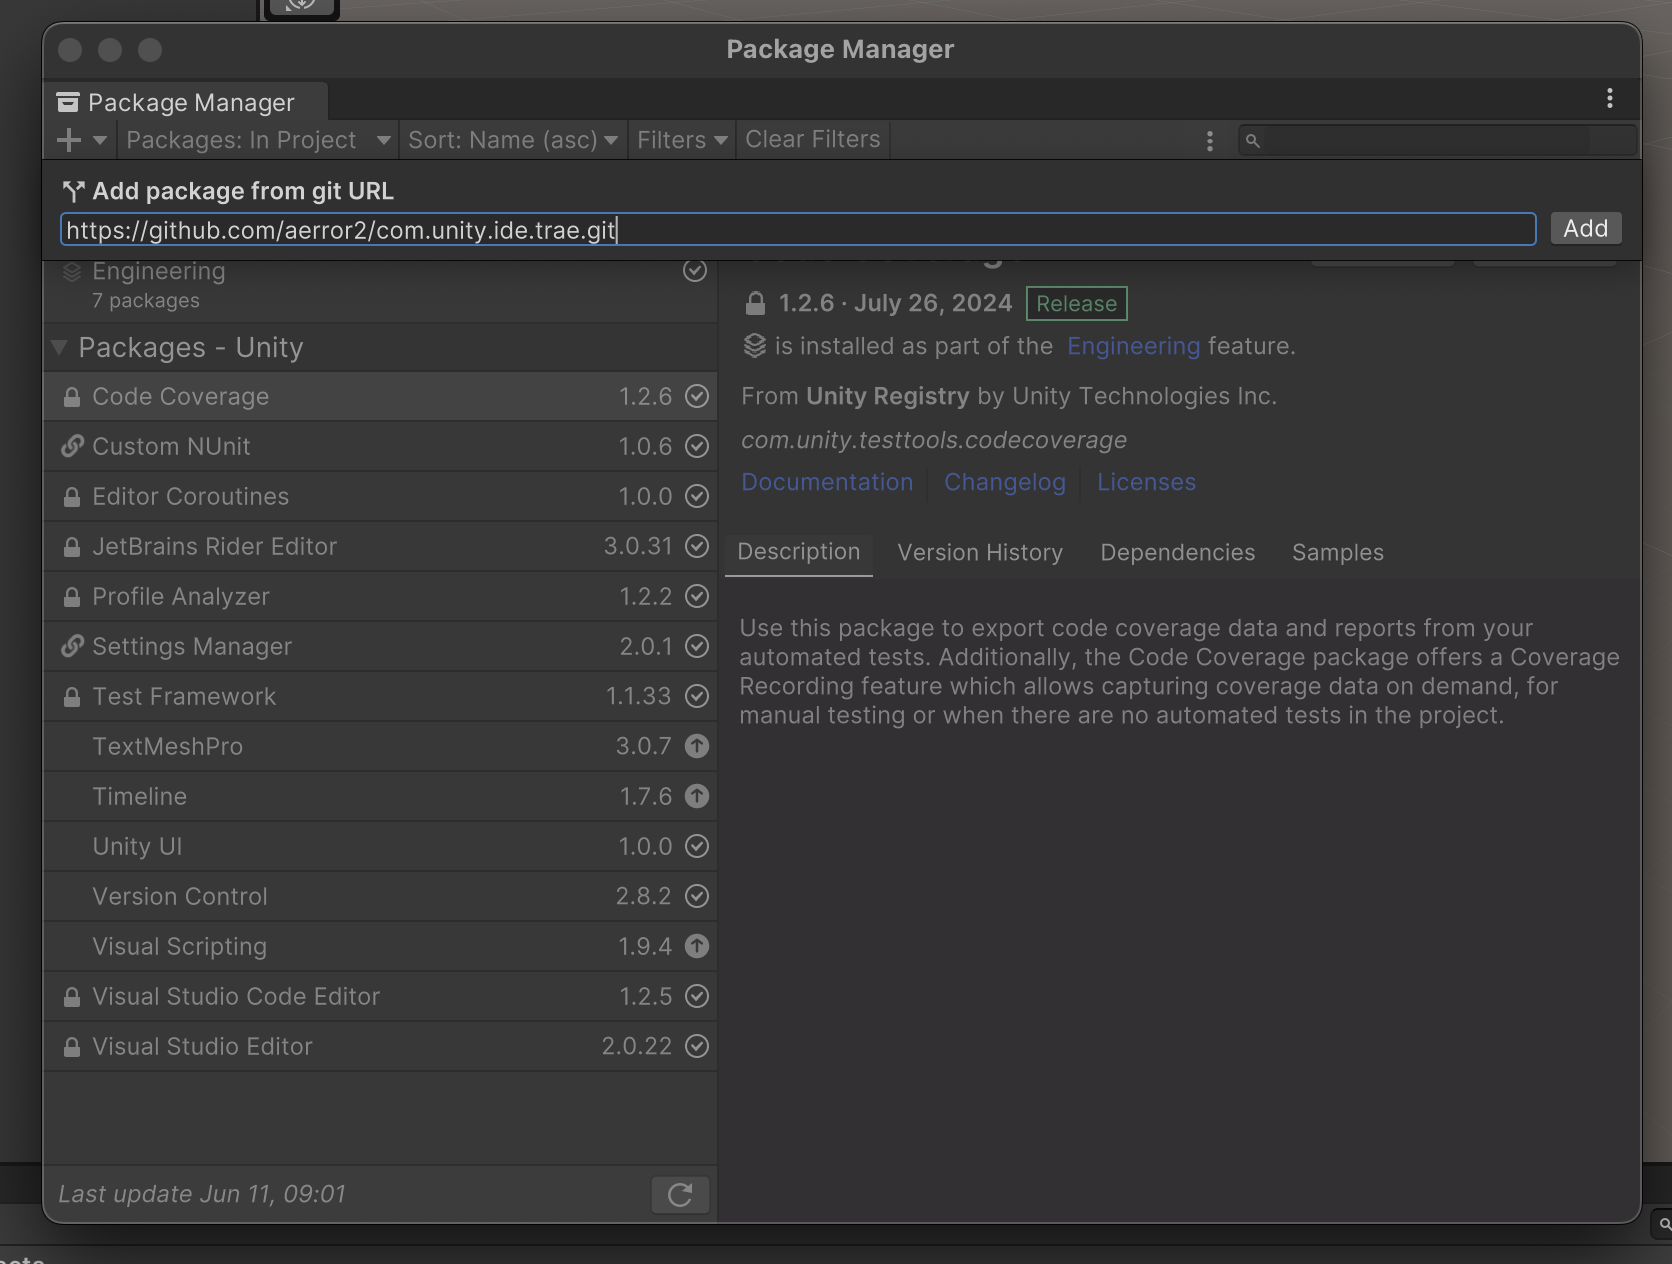 Package Manager
Package Manager
Packages: In Project
Sort: Name (asc)
Filters
Clear Filters
Add package from git URL
https://github.com/aerror2/com.unity.ide.trae.git
Add
Engineering
7 packages
Packages - Unity
Code Coverage 1.2.6
Custom NUnit 1.0.6
Editor Coroutines 1.0.0
JetBrains Rider Editor 3.0.31
Profile Analyzer 1.2.2
Settings Manager 2.0.1
Test Framework 1.1.33
TextMeshPro 3.0.7
Timeline 1.7.6
Unity UI 1.0.0
Version Control 2.8.2
Visual Scripting 1.9.4
Visual Studio Code Editor 1.2.5
Visual Studio Editor 2.0.22
Last update Jun 11, 09:01
1.2.6 · July 26, 2024 Release
is installed as part of the Engineering feature.
From Unity Registry by Unity Technologies Inc.
com.unity.testtools.codecoverage
Documentation Changelog Licenses
Description Version History Dependencies Samples
Use this package to export code coverage data and reports from your
automated tests. Additionally, the Code Coverage package offers a Coverage
Recording feature which allows capturing coverage data on demand, for
manual testing or when there are no automated tests in the project.